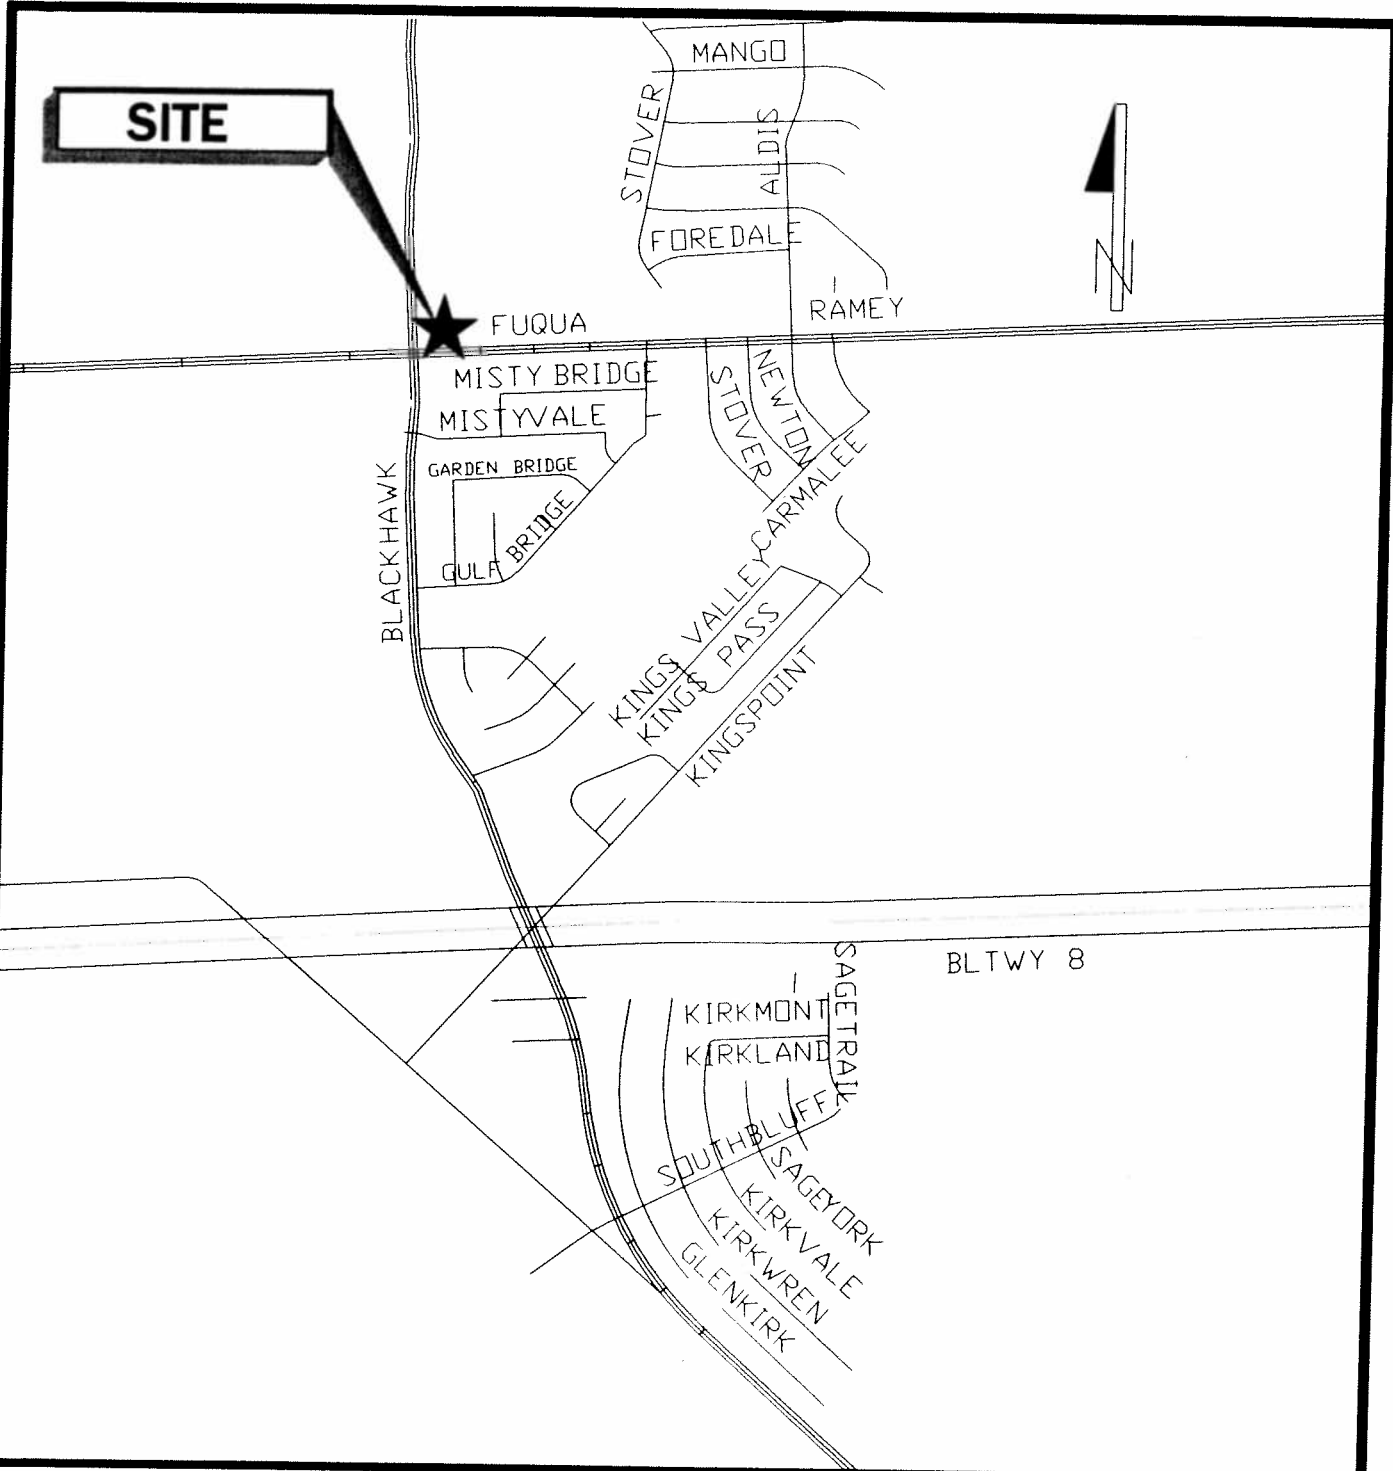 MANGO
SITE
STOVER
ALDIS
FOREDALE
N
RAMEY
FUQUA
MISTY BRIDGE
STOVER
NEWTON
MISTYVALE
GARDEN BRIDGE
BLACKHAWK
GULF BRIDGE
CARMALEE
KINGS VALLEY
KINGS PASS
KINGSPOINT
BLTWY 8
SAGETRAIL
KIRKMONT
KIRKLAND
SOUTHBLUFF
SAGEYORK
KIRKVALE
KIRKWREN
GLENKIRK